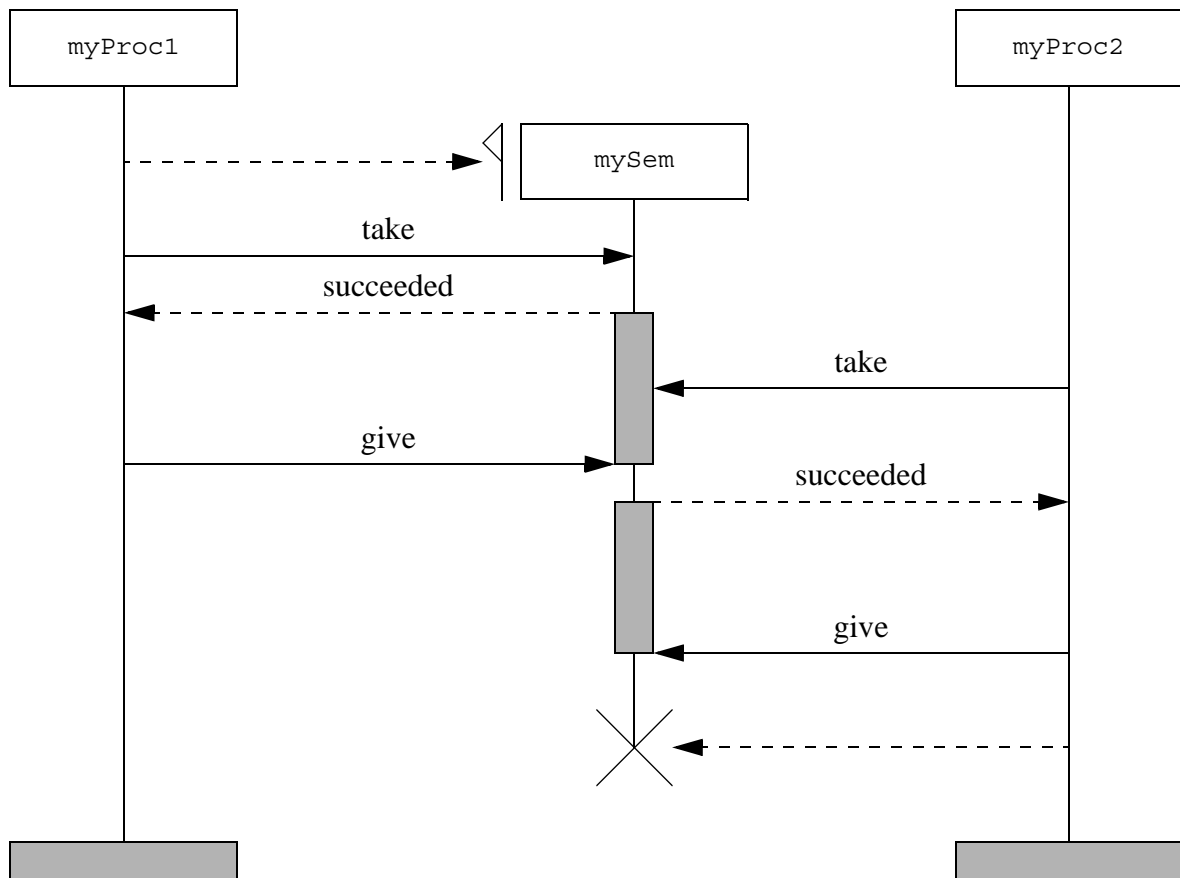 myProc1
myProc2
mySem
take
succeeded
take
give
succeeded
give